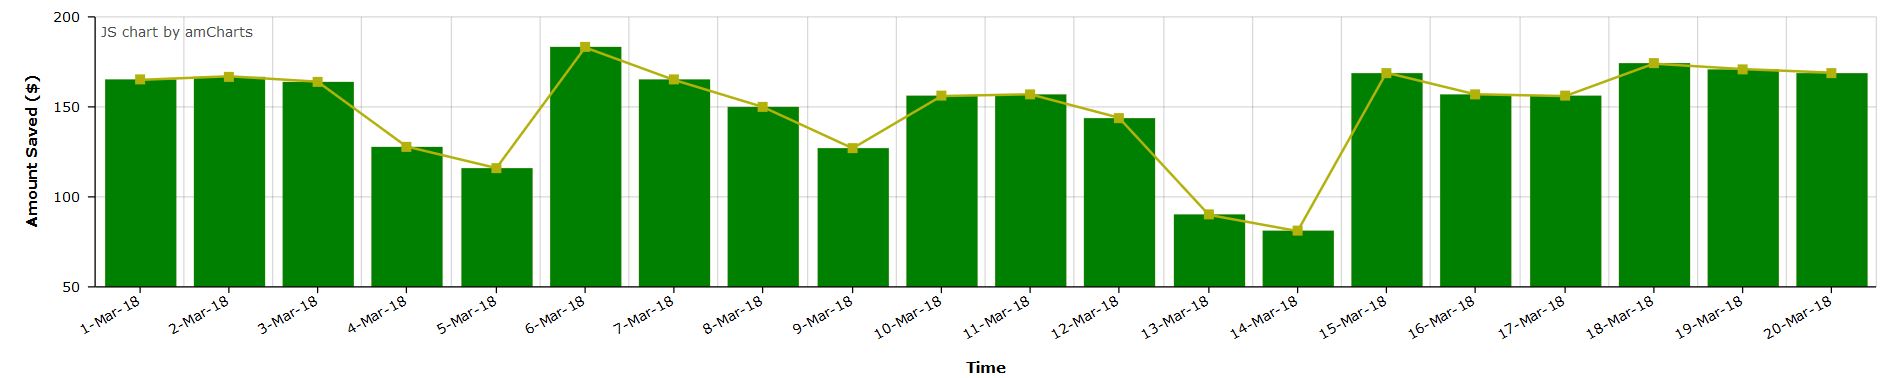 200
JS chart by amCharts
150
100
50
Amount Saved ($)
1-Mar-18
2-Mar-18
3-Mar-18
4-Mar-18
5-Mar-18
6-Mar-18
7-Mar-18
8-Mar-18
9-Mar-18
10-Mar-18
11-Mar-18
12-Mar-18
13-Mar-18
14-Mar-18
15-Mar-18
16-Mar-18
17-Mar-18
18-Mar-18
19-Mar-18
20-Mar-18
Time